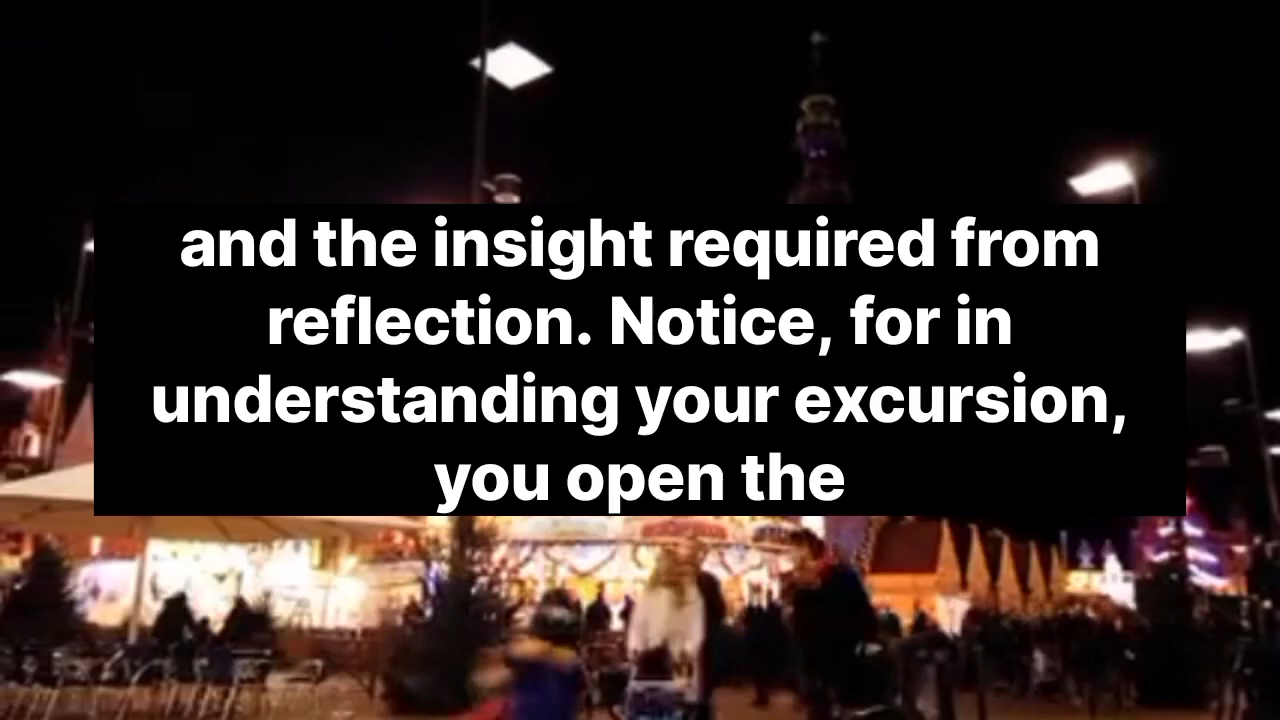 and the insight required from
reflection. Notice, for in
understanding your excursion,
you open the